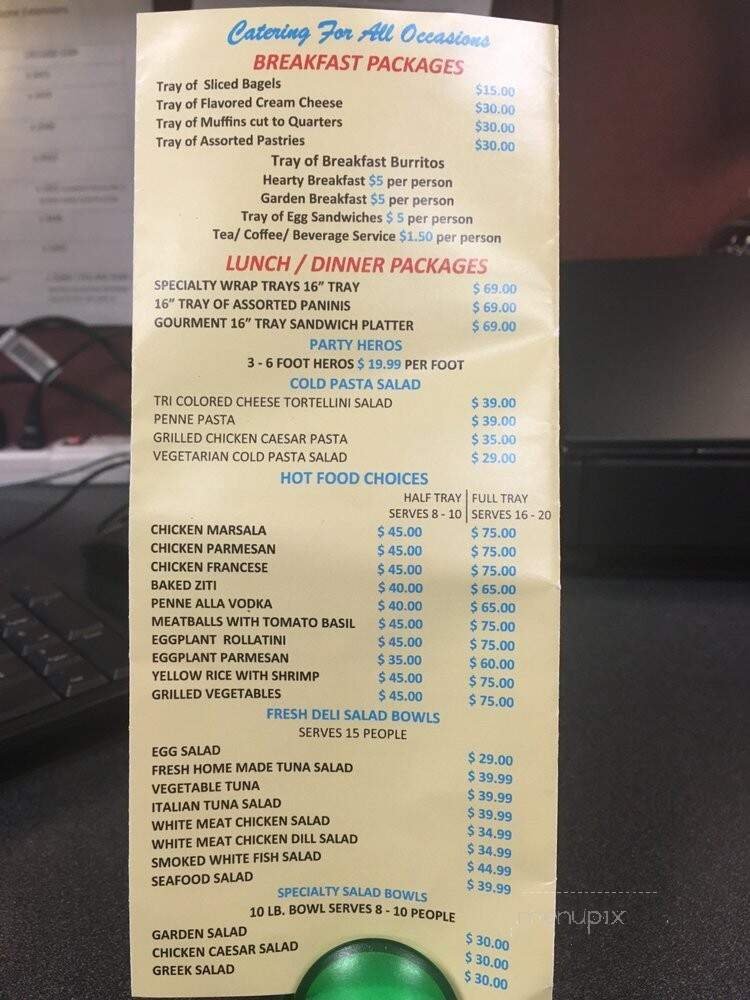 Catering For All Occasions
BREAKFAST PACKAGES
Tray of Sliced Bagels $15.00
Tray of Flavored Cream Cheese $30.00
Tray of Muffins cut to Quarters $30.00
Tray of Assorted Pastries $30.00
Tray of Breakfast Burritos
Hearty Breakfast $5 per person
Garden Breakfast $5 per person
Tray of Egg Sandwiches $ 5 per person
Tea/ Coffee/ Beverage Service $1.50 per person
LUNCH / DINNER PACKAGES
SPECIALTY WRAP TRAYS 16" TRAY $ 69.00
16" TRAY OF ASSORTED PANINIS $ 69.00
GOURMENT 16" TRAY SANDWICH PLATTER $ 69.00
PARTY HEROS
3 - 6 FOOT HEROS $ 19.99 PER FOOT
COLD PASTA SALAD
TRI COLORED CHEESE TORTELLINI SALAD $ 39.00
PENNE PASTA $ 39.00
GRILLED CHICKEN CAESAR PASTA $ 35.00
VEGETARIAN COLD PASTA SALAD $ 29.00
HOT FOOD CHOICES
HALF TRAY | FULL TRAY
SERVES 8 - 10 | SERVES 16 - 20
CHICKEN MARSALA $ 45.00 $ 75.00
CHICKEN PARMESAN $ 45.00 $ 75.00
CHICKEN FRANCESE $ 45.00 $ 75.00
BAKED ZITI $ 40.00 $ 65.00
PENNE ALLA VODKA $ 40.00 $ 65.00
MEATBALLS WITH TOMATO BASIL $ 45.00 $ 75.00
EGGPLANT ROLLATINI $ 45.00 $ 75.00
EGGPLANT PARMESAN $ 35.00 $ 60.00
YELLOW RICE WITH SHRIMP $ 45.00 $ 75.00
GRILLED VEGETABLES $ 45.00 $ 75.00
FRESH DELI SALAD BOWLS
SERVES 15 PEOPLE
EGG SALAD $ 29.00
FRESH HOME MADE TUNA SALAD $ 39.99
VEGETABLE TUNA $ 39.99
ITALIAN TUNA SALAD $ 39.99
WHITE MEAT CHICKEN SALAD $ 34.99
WHITE MEAT CHICKEN DILL SALAD $ 34.99
SMOKED WHITE FISH SALAD $ 44.99
SEAFOOD SALAD $ 39.99
SPECIALTY SALAD BOWLS
10 LB. BOWL SERVES 8 - 10 PEOPLE
GARDEN SALAD $ 30.00
CHICKEN CAESAR SALAD $ 30.00
GREEK SALAD $ 30.00
menupix